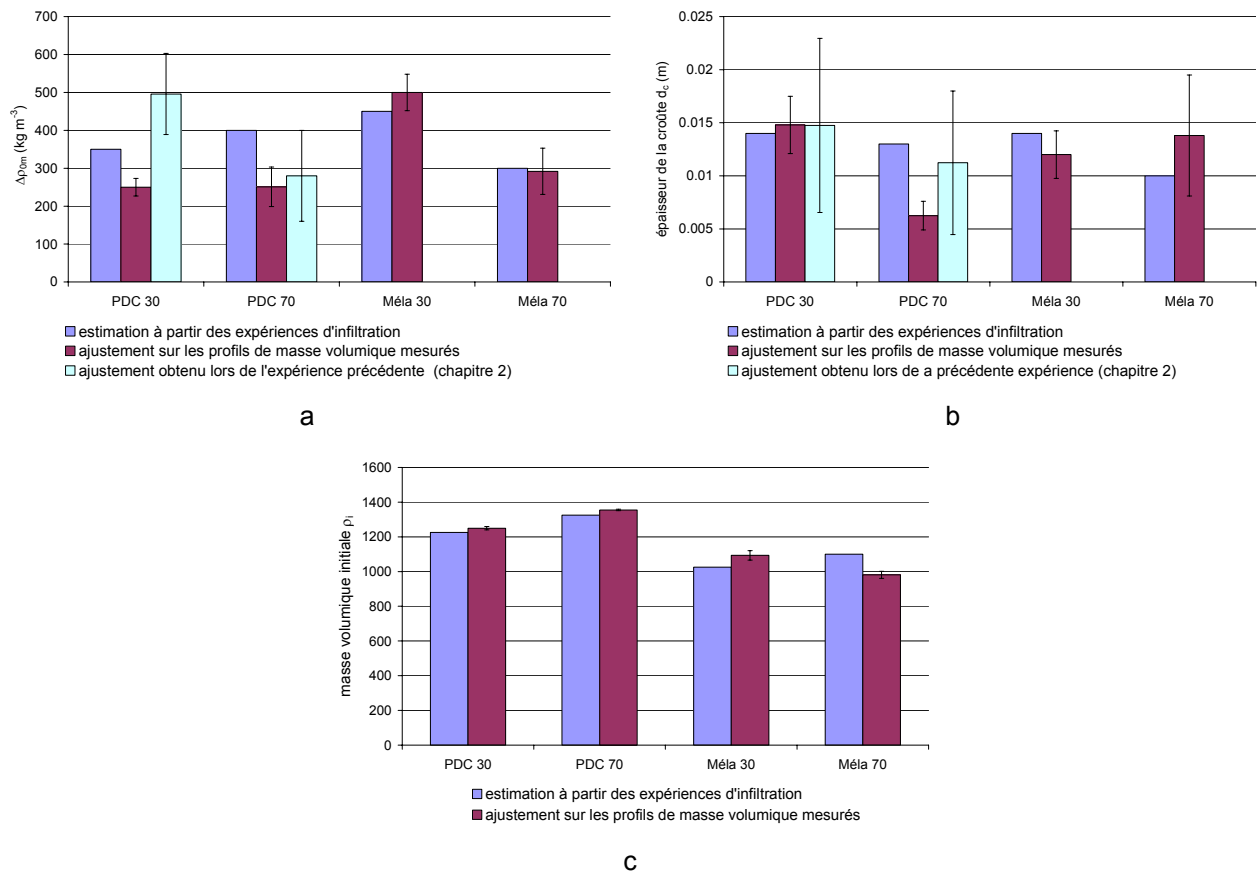 700
600
500
400
300
200
100
0
Δρ0m (kg m-3)
PDC 30 PDC 70 Méla 30 Méla 70
estimation à partir des expériences d'infiltration
ajustement sur les profils de masse volumique mesurés
ajustement obtenu lors de l'expérience précédente (chapitre 2)
a
0.025
0.02
0.015
0.01
0.005
0
épaisseur de la croûte dc (m)
PDC 30 PDC 70 Méla 30 Méla 70
estimation à partir des expériences d'infiltration
ajustement sur les profils de masse volumique mesurés
ajustement obtenu lors de a précédente expérience (chapitre 2)
b
1600
1400
1200
1000
800
600
400
200
0
masse volumique initiale ρi
PDC 30 PDC 70 Méla 30 Méla 70
estimation à partir des expériences d'infiltration
ajustement sur les profils de masse volumique mesurés
c